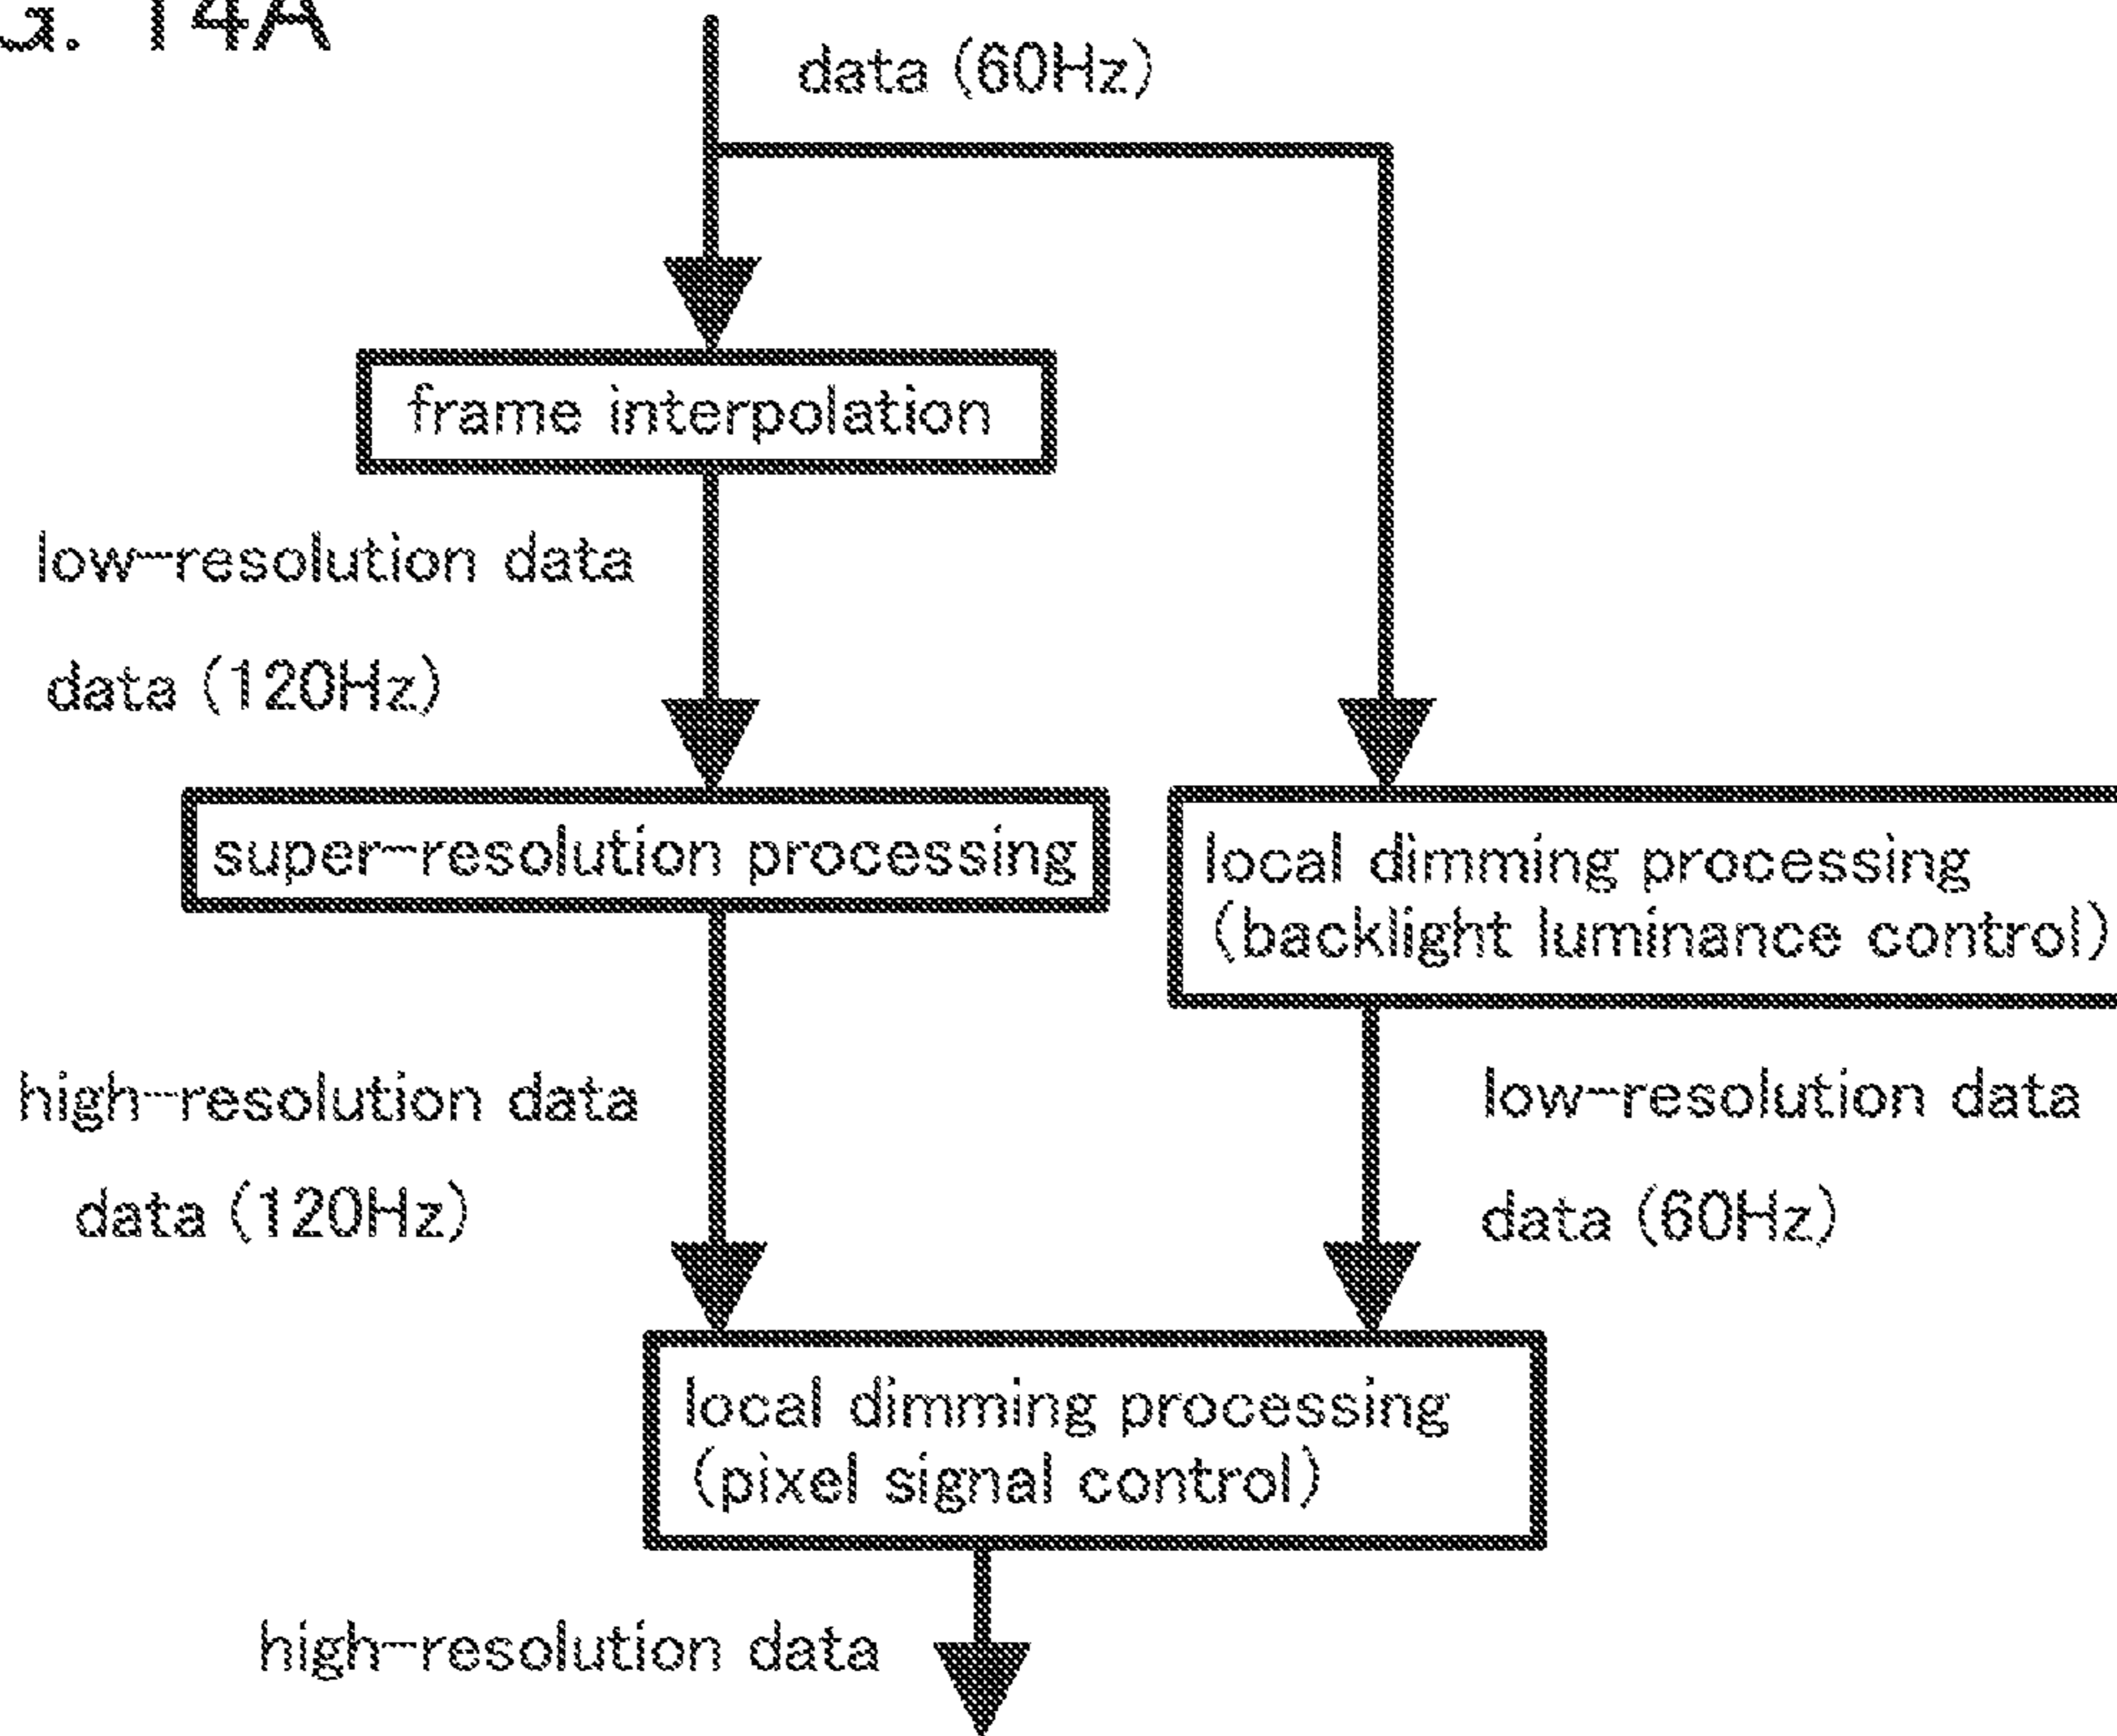 14A
data (60Hz)
frame interpolation
low-resolution data
data (120Hz)
super-resolution processing
local dimming processing
(backlight luminance control)
high-resolution data
data (120Hz)
low-resolution data
data (60Hz)
local dimming processing
(pixel signal control)
high-resolution data